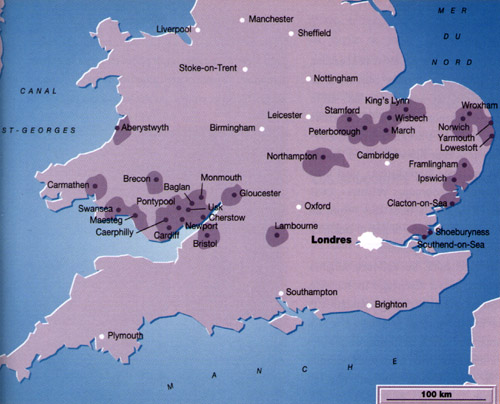 MER
DU
NORD
CANAL
ST-GEORGES
Manchester
Liverpool
Sheffield
Stoke-on-Trent
Nottingham
King's Lynn
Wroxham
Leicester
Stamford
Wisbech
Norwich
Aberystwyth
Birmingham
Peterborough
March
Yarmouth
Lowestoft
Northampton
Cambridge
Framlingham
Brecon
Monmouth
Ipswich
Carmathen
Baglan
Gloucester
Pontypool
Usk
Oxford
Clacton-on-Sea
Swansea
Maesteg
Cherstow
Newport
Caerphilly
Cardiff
Bristol
Lambourne
Londres
Shoeburyness
Southend-on-Sea
Southampton
Brighton
Plymouth
MANCHE
100 km